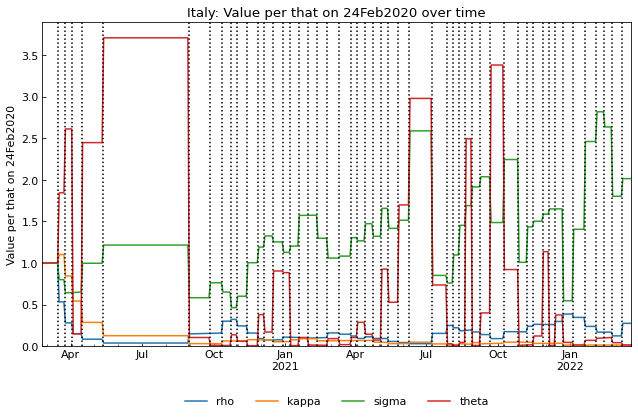 Italy: Value per that on 24Feb2020 over time
Value per that on 24Feb2020
3.5
3.0
2.5
2.0
1.5
1.0
0.5
0.0
Apr Jul Oct Jan Apr Jul Oct Jan
2021 2022
rho kappa sigma theta